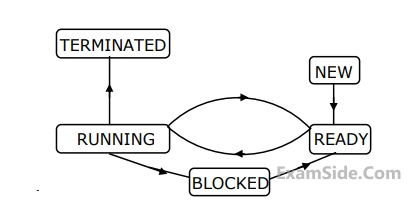 TERMINATED
NEW
RUNNING
READY
BLOCKED
ExamSide.Com